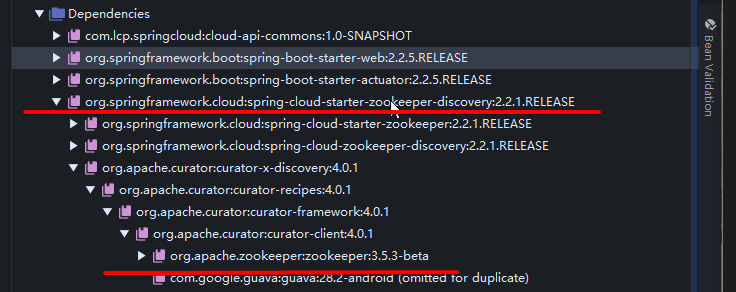 Dependencies
com.lcp.springcloud:cloud-api-commons:1.0-SNAPSHOT
org.springframework.boot:spring-boot-starter-web:2.2.5.RELEASE
org.springframework.boot:spring-boot-starter-actuator:2.2.5.RELEASE
org.springframework.cloud:spring-cloud-starter-zookeeper-discovery:2.2.1.RELEASE
org.springframework.cloud:spring-cloud-starter-zookeeper:2.2.1.RELEASE
org.springframework.cloud:spring-cloud-zookeeper-discovery:2.2.1.RELEASE
org.apache.curator:curator-x-discovery:4.0.1
org.apache.curator:curator-recipes:4.0.1
org.apache.curator:curator-framework:4.0.1
org.apache.curator:curator-client:4.0.1
org.apache.zookeeper:zookeeper:3.5.3-beta
com.google.guava:guava:28.2-android (omitted for duplicate)
Bean Validation